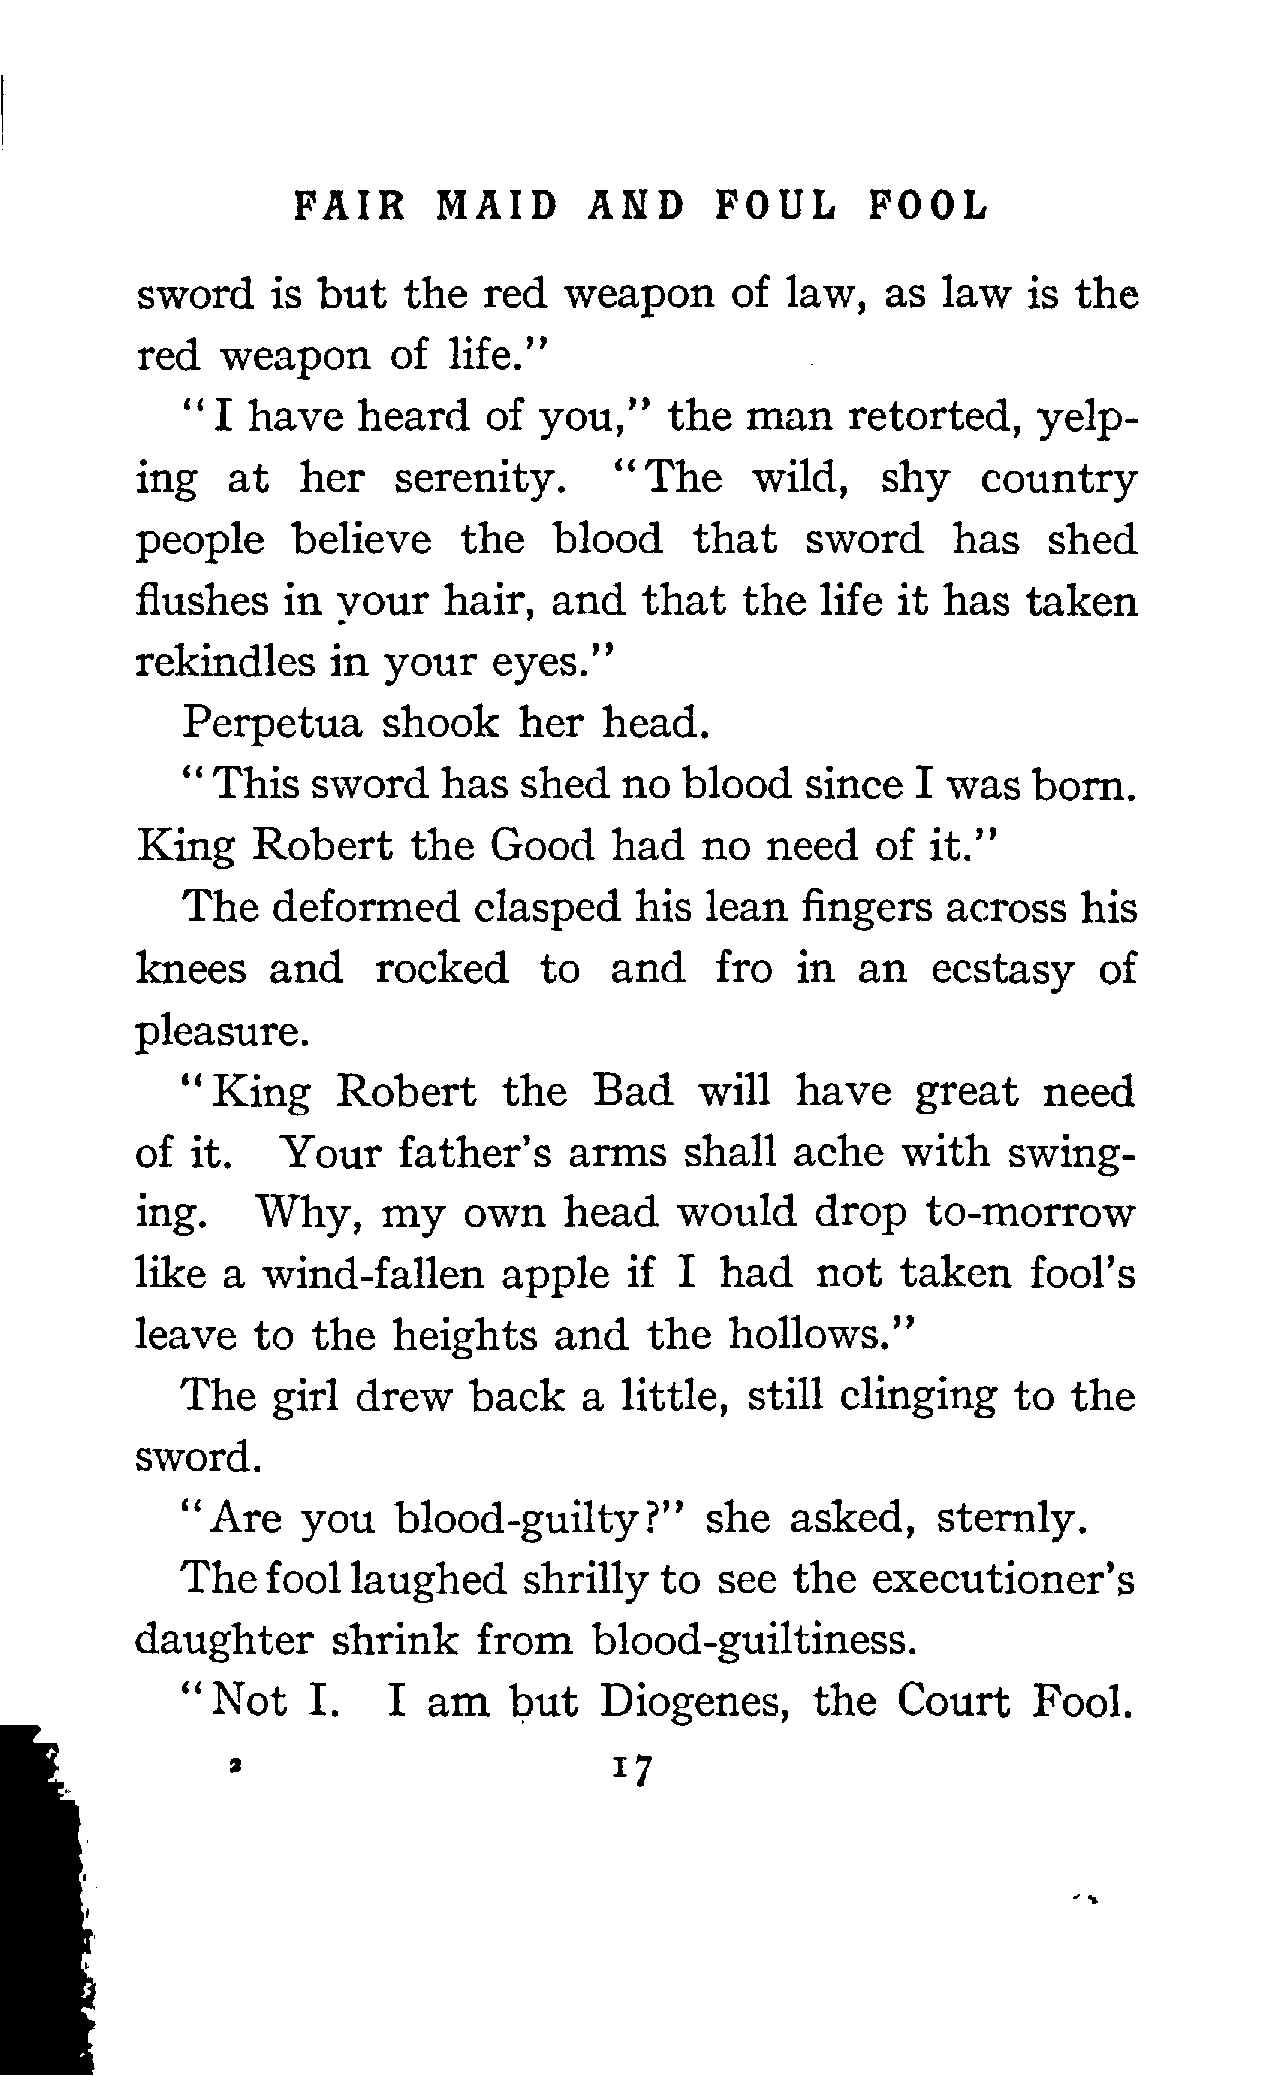 FAIR MAID AND FOUL FOOL
sword is but the red weapon of law, as law is the
red weapon of life."
"I have heard of you," the man retorted, yelp-
ing at her serenity. "The wild, shy country
people believe the blood that sword has shed
flushes in your hair, and that the life it has taken
rekindles in your eyes."
Perpetua shook her head.
"This sword has shed no blood since I was born.
King Robert the Good had no need of it."
The deformed clasped his lean fingers across his
knees and rocked to and fro in an ecstasy of
pleasure.
"King Robert the Bad will have great need
of it. Your father's arms shall ache with swing-
ing. Why, my own head would drop to-morrow
like a wind-fallen apple if I had not taken fool's
leave to the heights and the hollows."
The girl drew back a little, still clinging to the
sword.
"Are you blood-guilty?" she asked, sternly.
The fool laughed shrilly to see the executioner's
daughter shrink from blood-guiltiness.
"Not I. I am but Diogenes, the Court Fool.
2 17